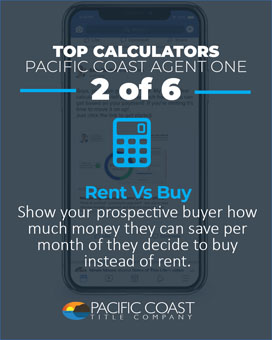 TOP CALCULATORS
PACIFIC COAST AGENT ONE
2 of 6
Rent Vs Buy
Show your prospective buyer how
much money they can save per
month of they decide to buy
instead of rent.
PACIFIC COAST
TITLE COMPANY